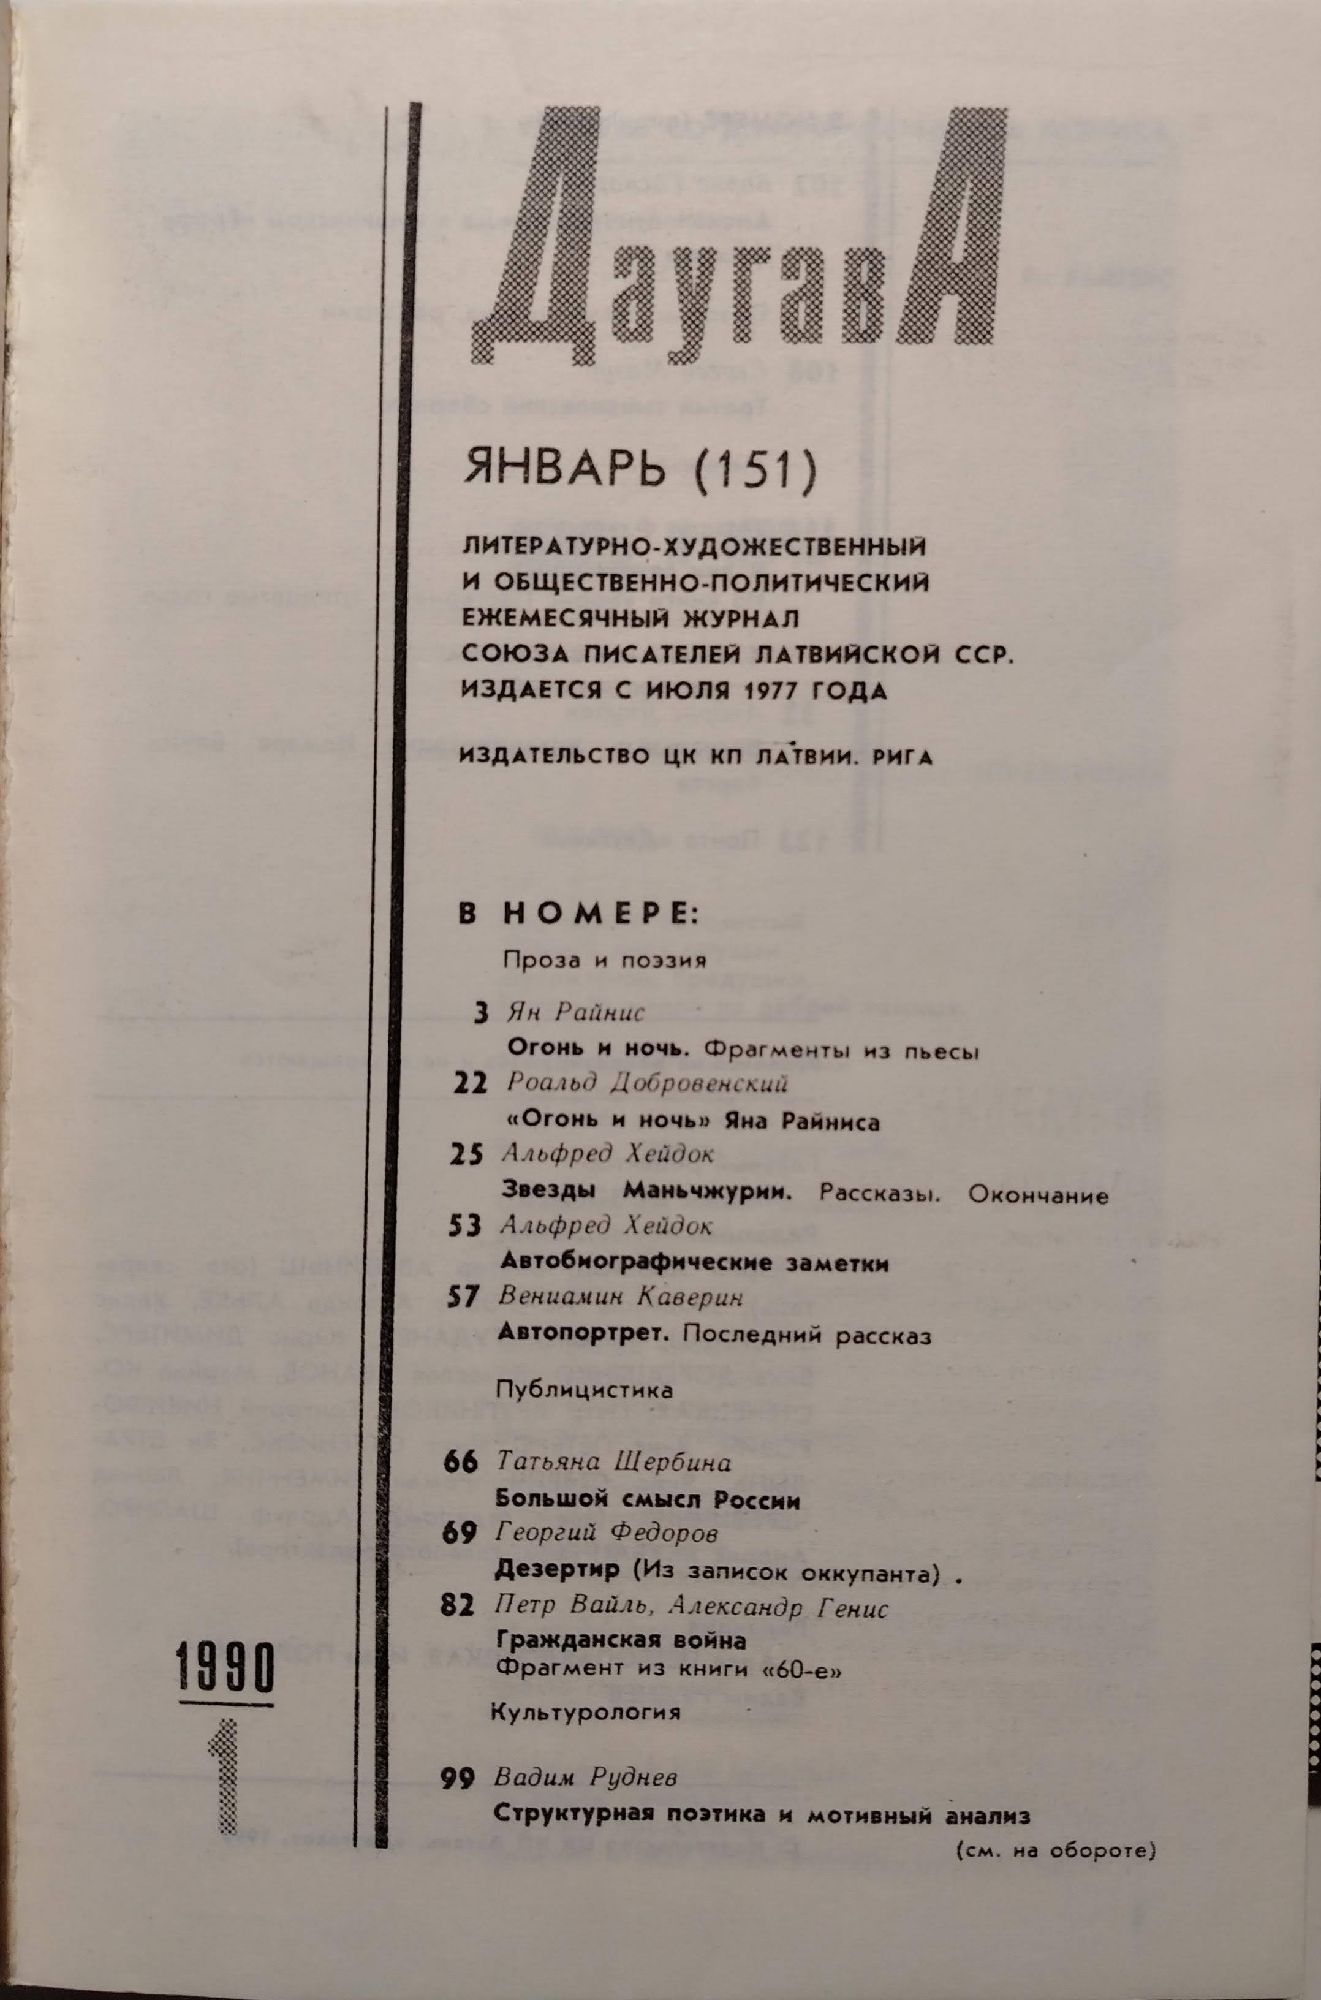 ДаугавА
ЯНВАРЬ (151)
ЛИТЕРАТУРНО-ХУДОЖЕСТВЕННЫЙ
И ОБЩЕСТВЕННО-ПОЛИТИЧЕСКИЙ
ЕЖЕМЕСЯЧНЫЙ ЖУРНАЛ
СОЮЗА ПИСАТЕЛЕЙ ЛАТВИЙСКОЙ ССР.
ИЗДАЕТСЯ С ИЮЛЯ 1977 ГОДА
ИЗДАТЕЛЬСТВО ЦК КП ЛАТВИИ. РИГА
В НОМЕРЕ:
Проза и поэзия
3 Ян Райнис
Огонь и ночь. Фрагменты из пьесы
22 Роальд Добровенский
«Огонь и ночь» Яна Райниса
25 Альфред Хейдок
Звезды Маньчжурии. Рассказы. Окончание
53 Альфред Хейдок
Автобиографические заметки
57 Вениамин Каверин
Автопортрет. Последний рассказ
Публицистика
66 Татьяна Щербина
Большой смысл России
69 Георгий Федоров
Дезертир (Из записок оккупанта) .
82 Петр Вайль, Александр Генис
Гражданская война
Фрагмент из книги «60-е»
Культурология
99 Вадим Руднев
Структурная поэтика и мотивный анализ
(см. на обороте)
1990
1